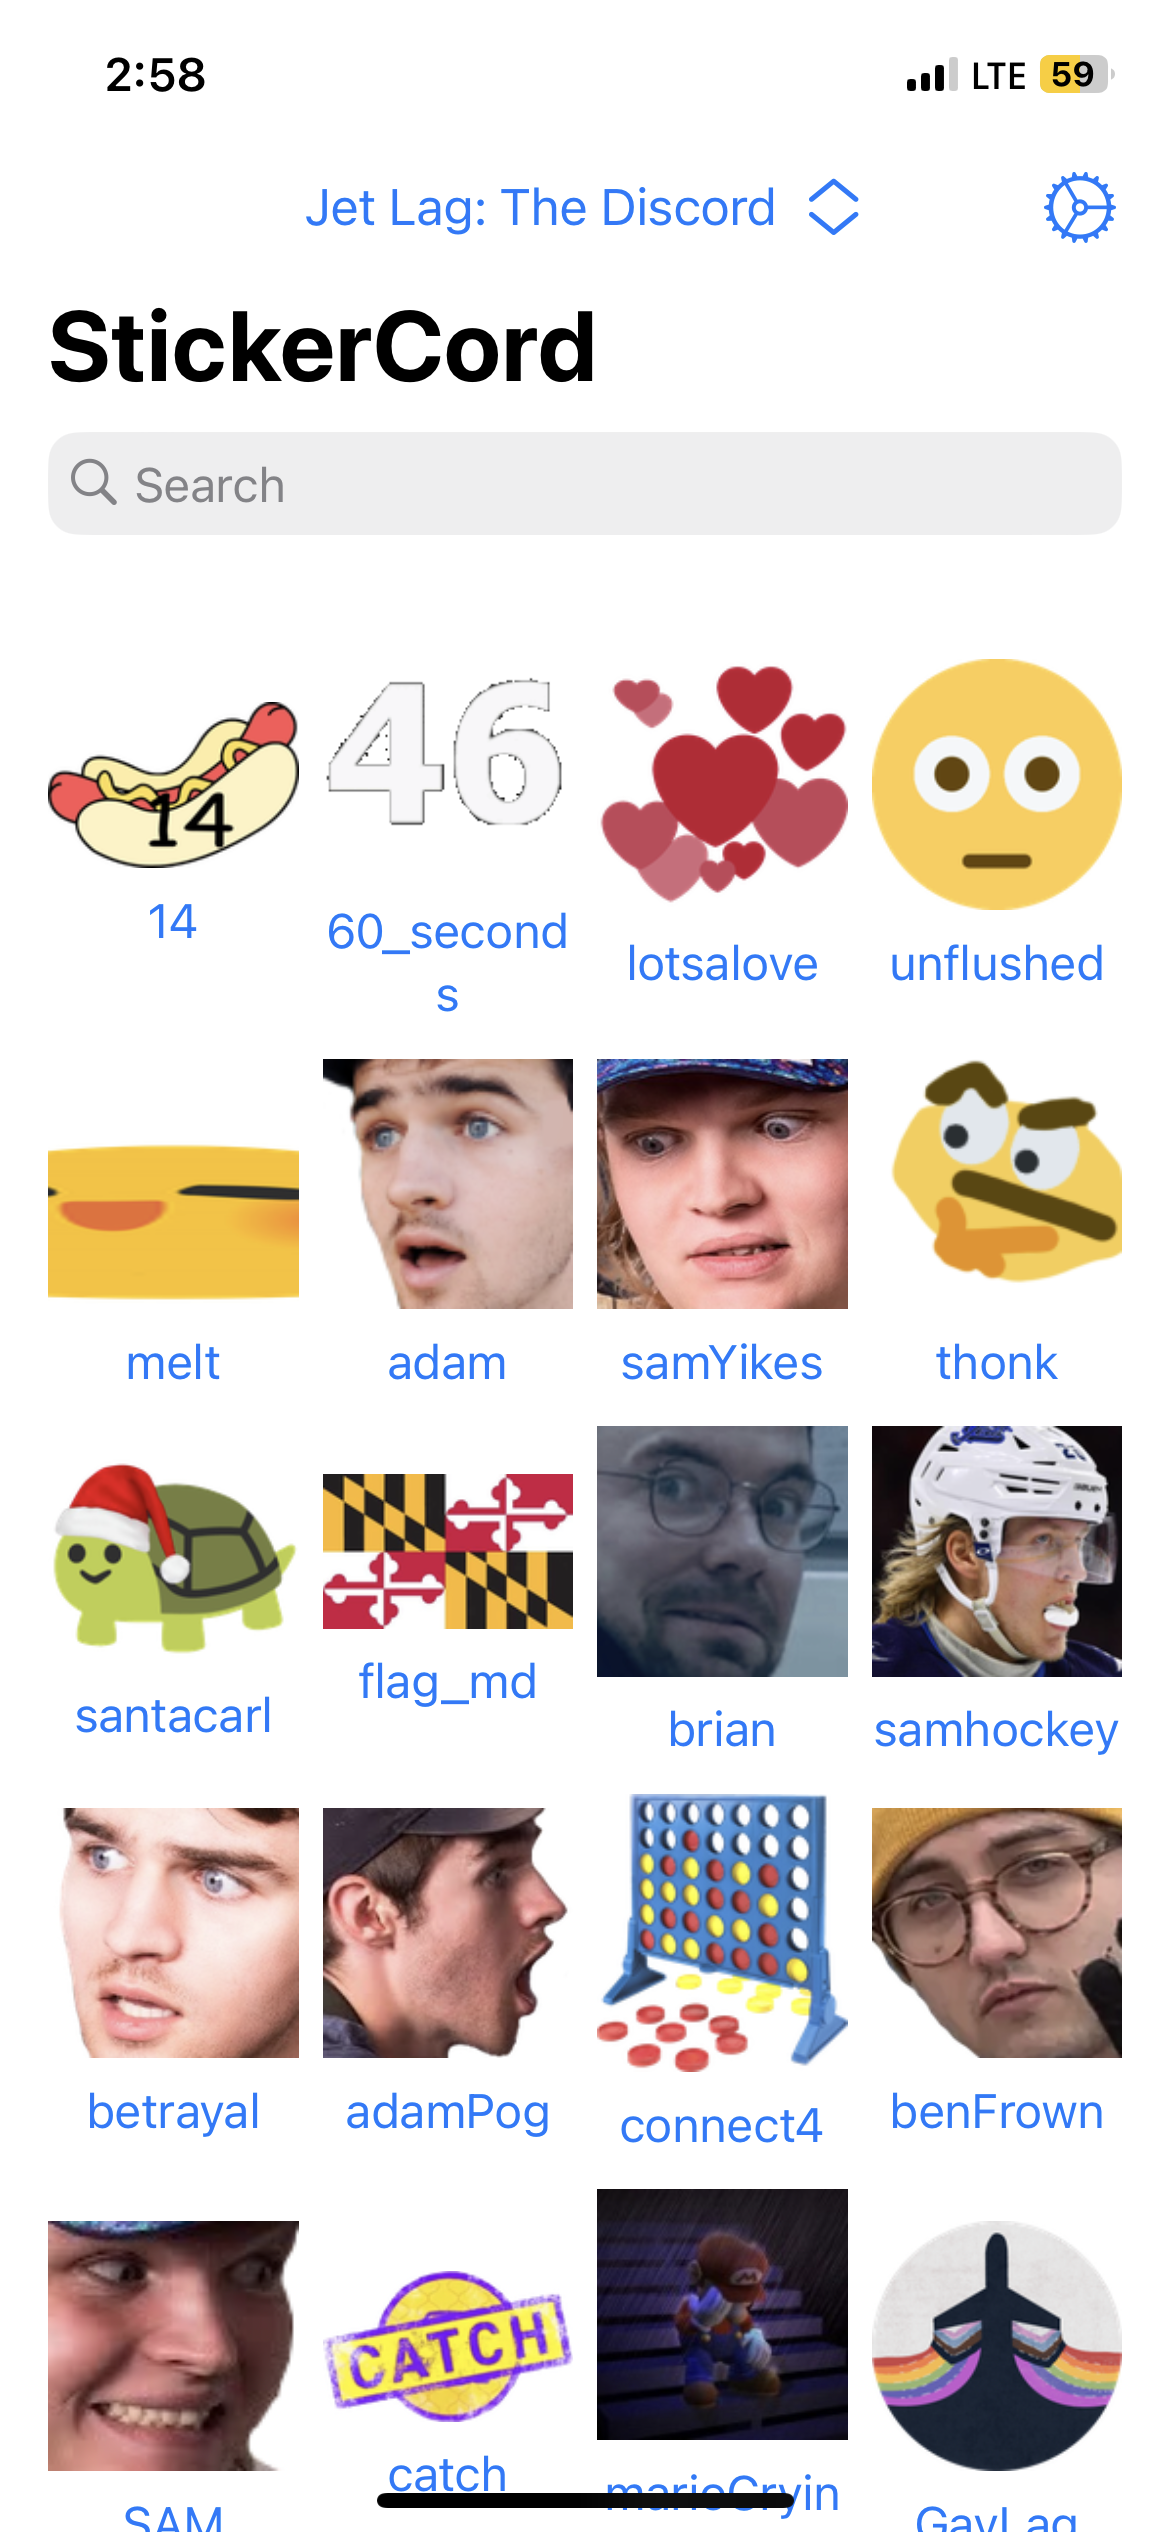 2:58
LTE 59
Jet Lag: The Discord
StickerCord
Search
14
46
14
60_second
s
lotsalove
unflushed
melt
adam
samYikes
thonk
santacarl
flag_md
brian
samhockey
betrayal
adamPog
connect4
benFrown
CATCH
M
SAM
catch
marioCryin
GayLag